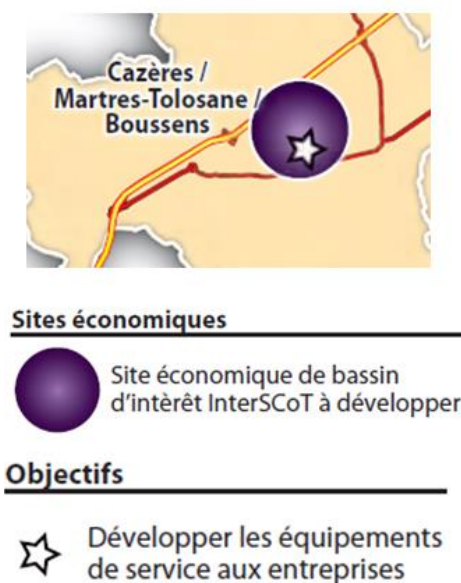 Cazères /
Martres-Tolosane /
Boussens
Sites économiques
Site économique de bassin
d'intèrêt InterSCoT à développer
Objectifs
Développer les équipements
de service aux entreprises